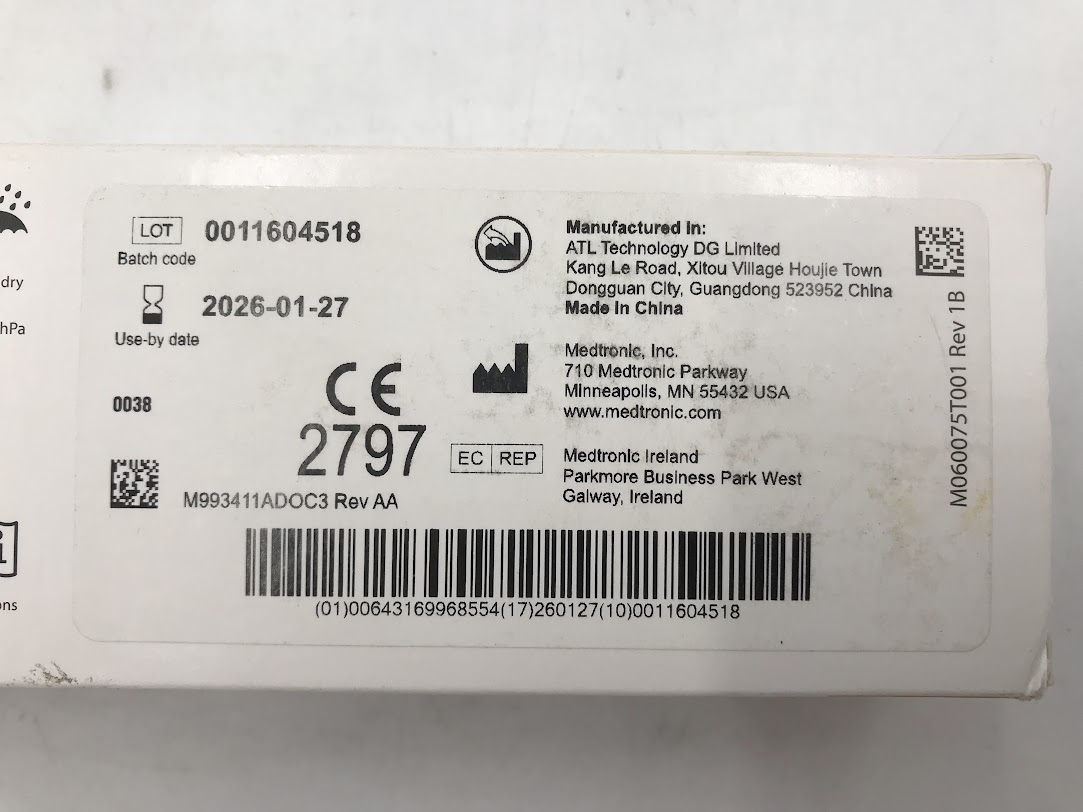 dry
hPa
ons
LOT 0011604518
Batch code
2026-01-27
Use-by date
0038
CE
2797
M993411ADOC3 Rev AA
Manufactured In:
ATL Technology DG Limited
Kang Le Road, Xitou Village Houjie Town
Dongguan City, Guangdong 523952 China
Made In China
Medtronic, Inc.
710 Medtronic Parkway
Minneapolis, MN 55432 USA
www.medtronic.com
EC REP
Medtronic Ireland
Parkmore Business Park West
Galway, Ireland
M060075T001 Rev 1B
(01)00643169968554(17)260127(10)0011604518